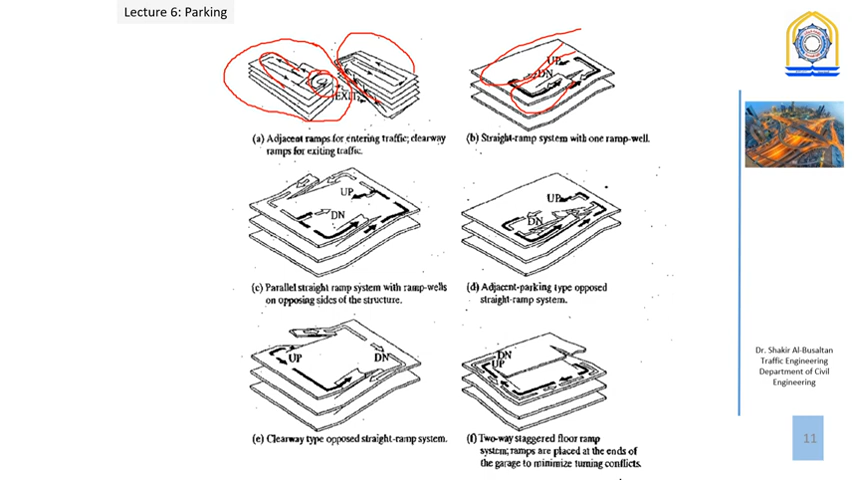 Lecture 6: Parking
EXIT
(a) Adjacent ramps for entering traffic; clearway
ramps for exiting traffic.
UP
DN
(b) Straight-ramp system with one ramp-well.
UP
DN
(c) Parallel straight ramp system with ramp-wells
on opposing sides of the structure.
UP
DN
(d) Adjacent-parking type opposed
straight-ramp system.
UP
DN
(e) Clearway type opposed straight-ramp system.
DN
UP
(f) Two-way staggered floor ramp
system; ramps are placed at the ends of
the garage to minimize turning conflicts.
Dr. Shakir Al-Busaltan
Traffic Engineering
Department of Civil
Engineering
11